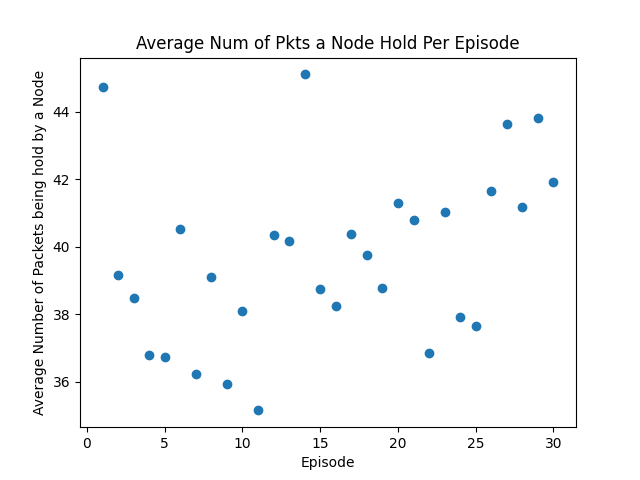 Average Num of Pkts a Node Hold Per Episode
Average Number of Packets being hold by a Node
44
42
40
38
36
0 5 10 15 20 25 30
Episode